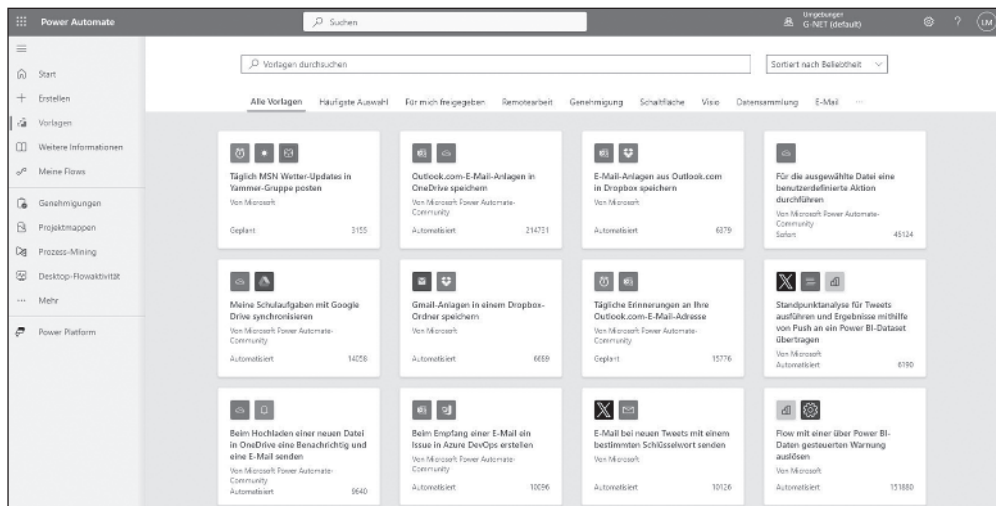 Power Automate
Suchen
Umgebungen
G-NET (default)
?
LM
Start
Erstellen
Vorlagen
Weitere Informationen
Meine Flows
Genehmigungen
Projektmappen
Prozess-Mining
Desktop-Flowaktivität
Mehr
Power Platform
Vorlagen durchsuchen
Sortiert nach Beliebtheit
Alle Vorlagen Häufigste Auswahl Für mich freigegeben Remotearbeit Genehmigung Schaltfläche Visio Datensammlung E-Mail ...
Täglich MSN Wetter-Updates in
Yammer-Gruppe posten
Von Microsoft
Geplant 3155
Outlook.com-E-Mail-Anlagen in
OneDrive speichern
Von Microsoft Power Automate-
Community
Automatisiert 214731
E-Mail-Anlagen aus Outlook.com
in Dropbox speichern
Von Microsoft
Automatisiert 6379
Für die ausgewählte Datei eine
benutzerdefinierte Aktion
durchführen
Von Microsoft Power Automate-
Community
Sofort 45124
Meine Schulaufgaben mit Google
Drive synchronisieren
Von Microsoft Power Automate-
Community
Automatisiert 14058
Gmail-Anlagen in einem Dropbox-
Ordner speichern
Von Microsoft
Automatisiert 6699
Tägliche Erinnerungen an Ihre
Outlook.com-E-Mail-Adresse
Von Microsoft Power Automate-
Community
Geplant 15776
Standpunktanalyse für Tweets
ausführen und Ergebnisse mithilfe
von Push an ein Power BI-Dataset
übertragen
Von Microsoft
Automatisiert 6190
Beim Hochladen einer neuen Datei
in OneDrive eine Benachrichtig und
eine E-Mail senden
Von Microsoft Power Automate-
Community
Automatisiert 9640
Beim Empfang einer E-Mail ein
Issue in Azure DevOps erstellen
Von Microsoft Power Automate-
Community
Automatisiert 10096
E-Mail bei neuen Tweets mit einem
bestimmten Schlüsselwort senden
Von Microsoft
Automatisiert 10126
Flow mit einer über Power BI-
Daten gesteuerten Warnung
auslösen
Von Microsoft
Automatisiert 151880